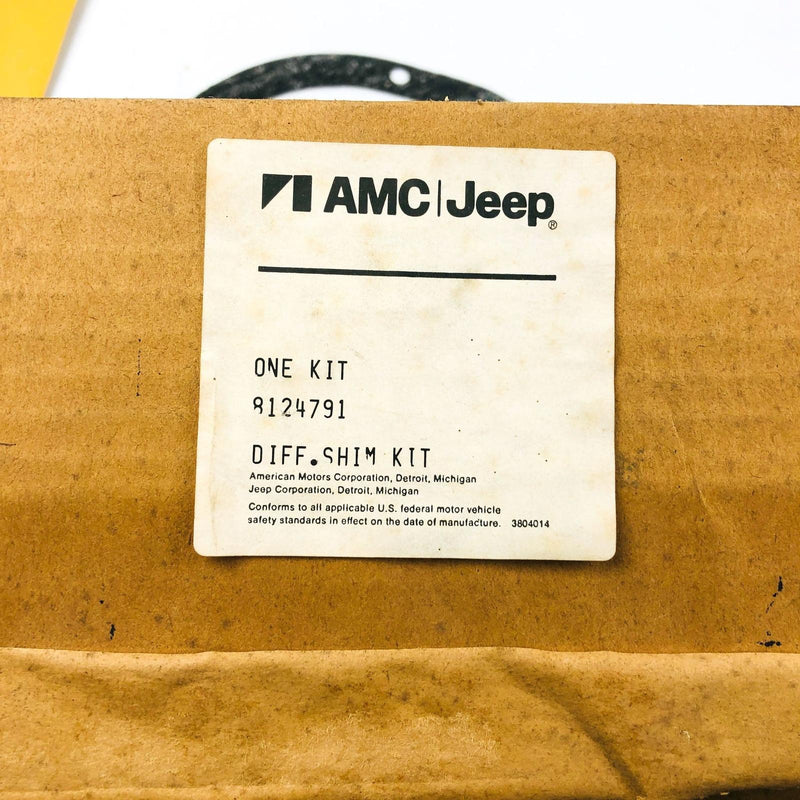 AMC|Jeep®
ONE KIT
8124791
DIFF.SHIM KIT
American Motors Corporation, Detroit, Michigan
Jeep Corporation, Detroit, Michigan
Conforms to all applicable U.S. federal motor vehicle
safety standards in effect on the date of manufacture. 3804014